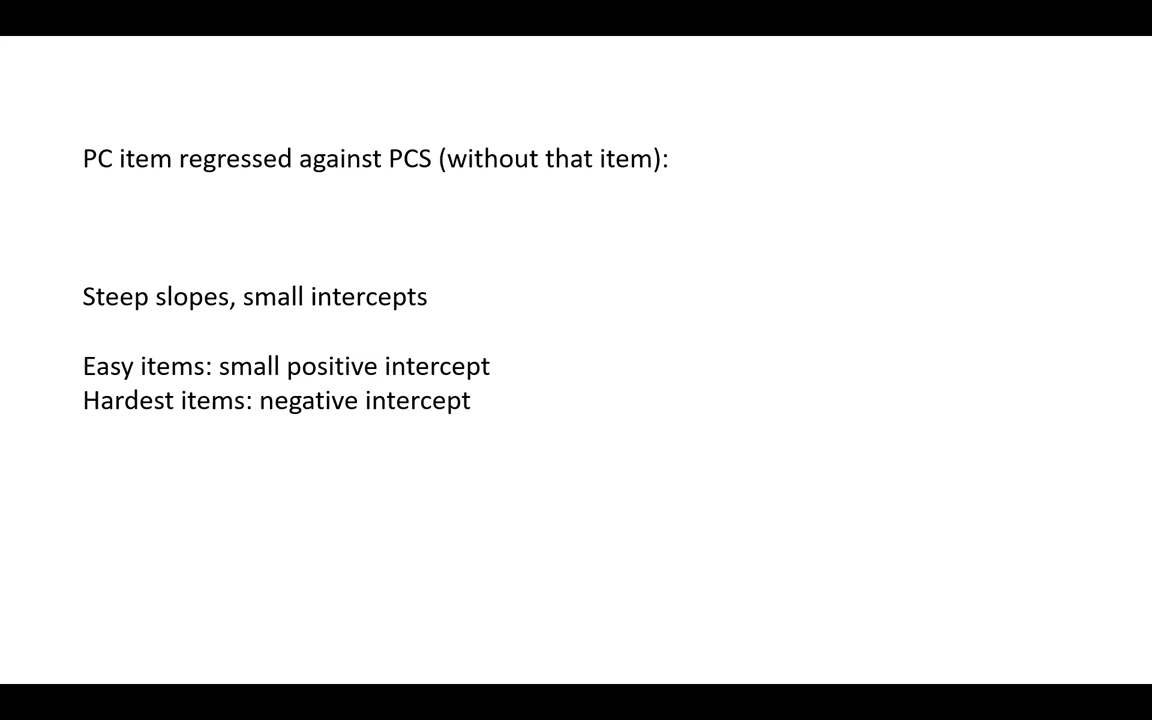 PC item regressed against PCS (without that item):
Steep slopes, small intercepts
Easy items: small positive intercept
Hardest items: negative intercept